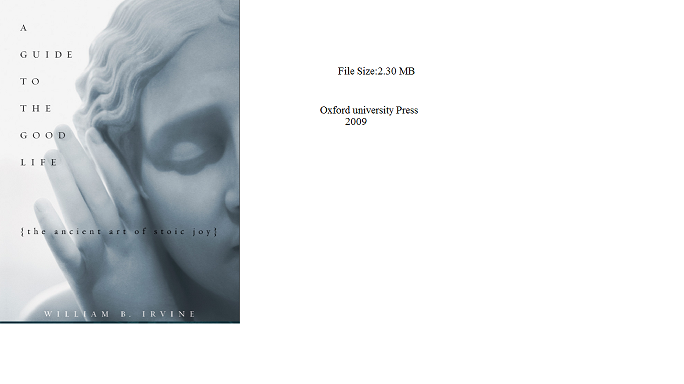 A
GUIDE
TO
THE
GOOD
LIFE
{the ancient art of stoic joy}
WILLIAM B. IRVINE
File Size:2.30 MB
Oxford university Press
2009